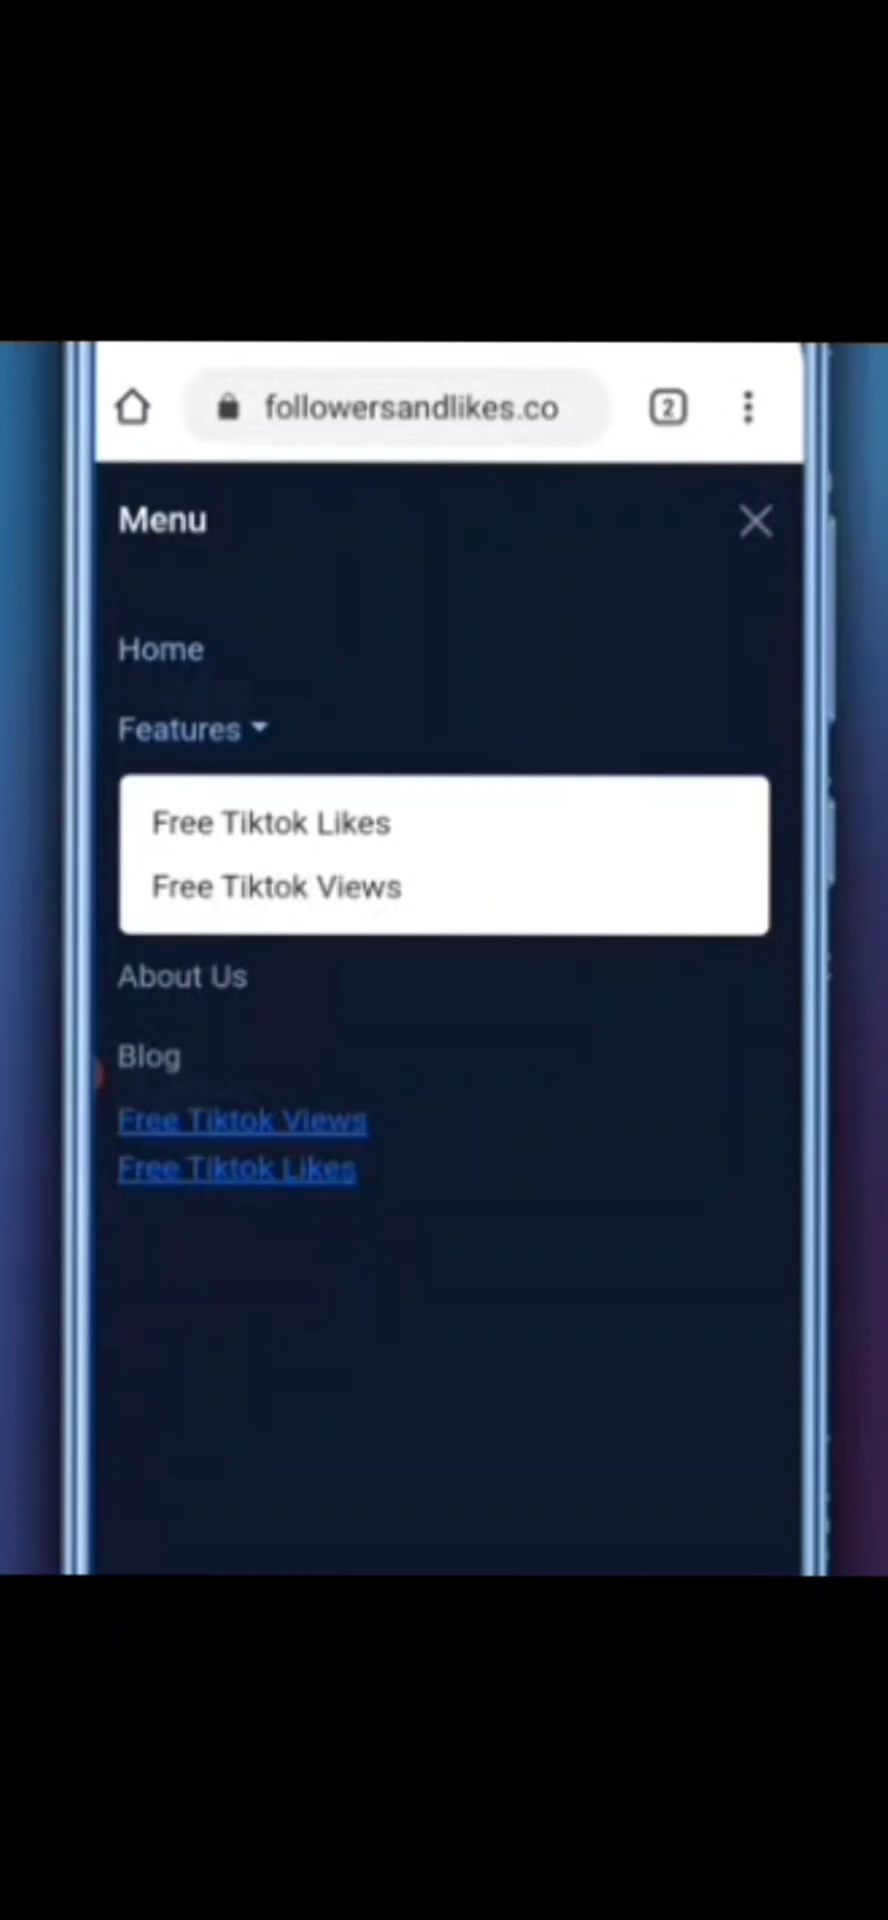 followersandlikes.co
2
Menu
Home
Features
Free Tiktok Likes
Free Tiktok Views
About Us
Blog
Free Tiktok Views
Free Tiktok Likes